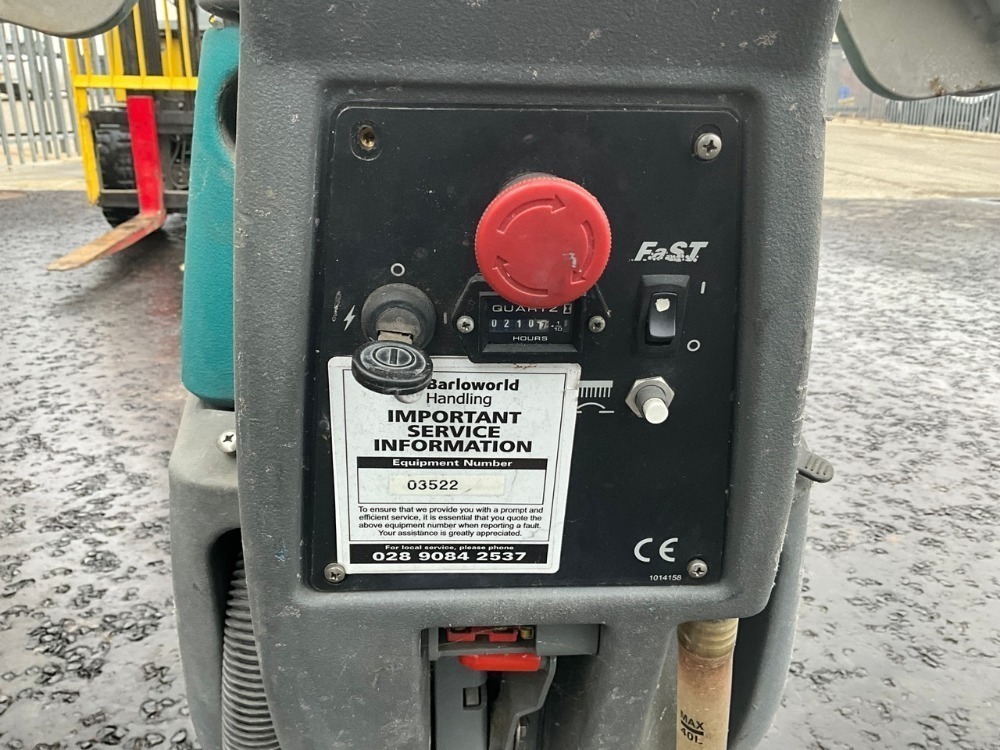 FaST
QUARTZ
HOURS
Barloworld
Handling
IMPORTANT
SERVICE
INFORMATION
Equipment Number
03522
To ensure that we provide you with a prompt and
efficient service, it is essential that you quote the
above equipment number when reporting a fault.
Your assistance is greatly appreciated.
For local service, please phone
028 9084 2537
CE
1014158
MAX
40L